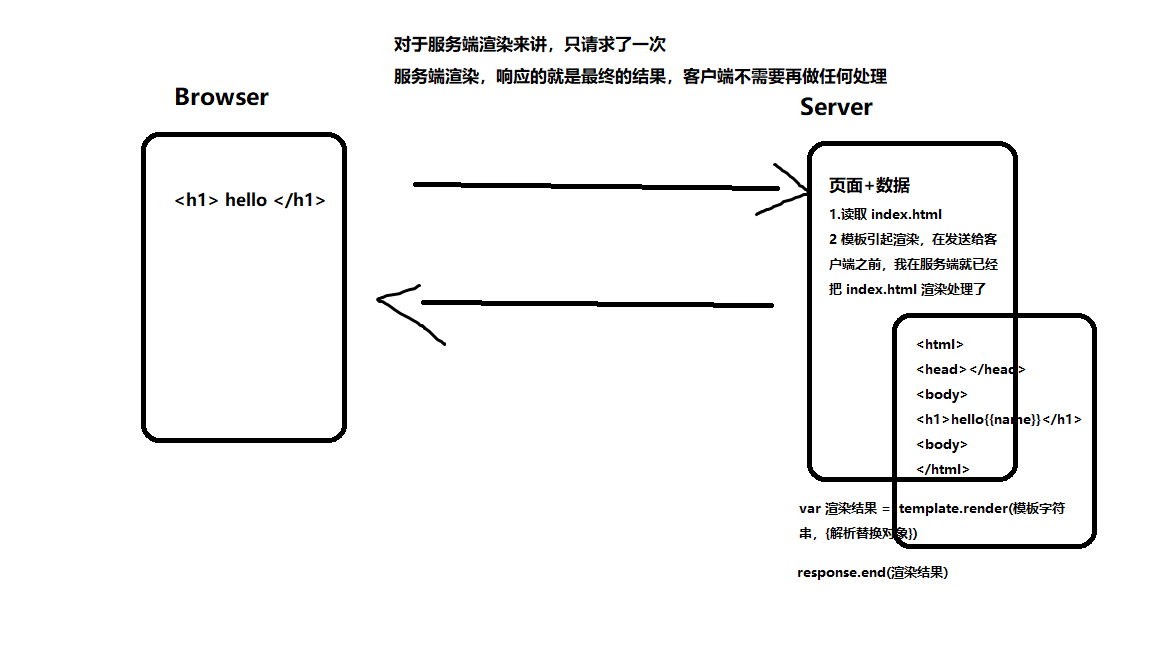 对于服务端渲染来讲，只请求了一次
服务端渲染，响应的就是最终的结果，客户端不需要再做任何处理
Browser
Server
<h1> hello </h1>
页面+数据
1.读取 index.html
2 模板引起渲染，在发送给客
户端之前，我在服务端就已经
把 index.html 渲染处理了
<html>
<head></head>
<body>
<h1>hello{{name}}</h1>
<body>
</html>
var 渲染结果 = template.render(模板字符
串，{解析替换对象})
response.end(渲染结果)